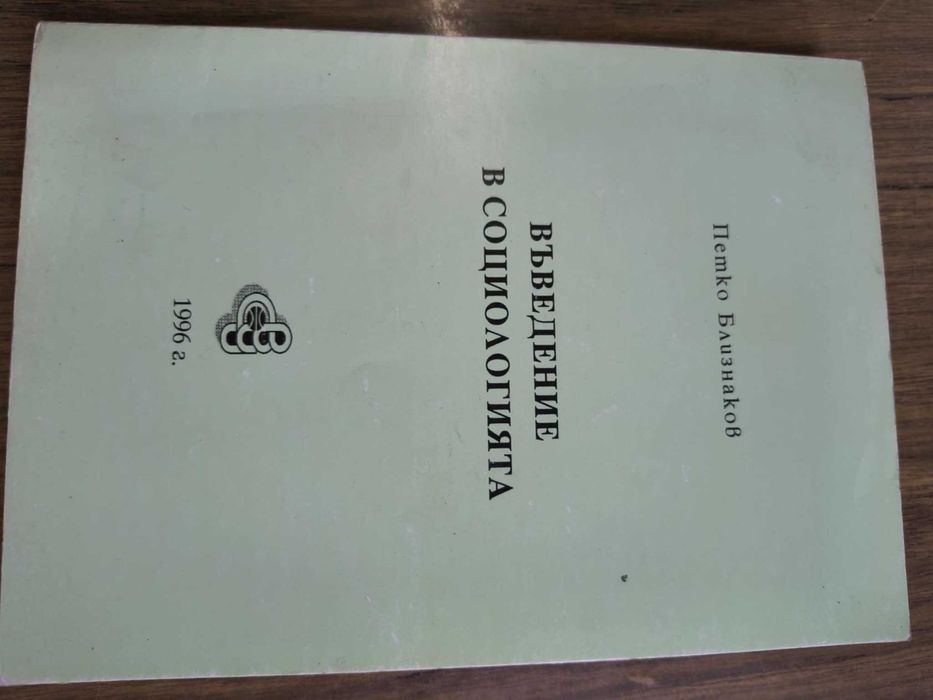 Петко Близнаков
ВЪВЕДЕНИЕ
В СОЦИОЛОГИЯТА
1996 г.